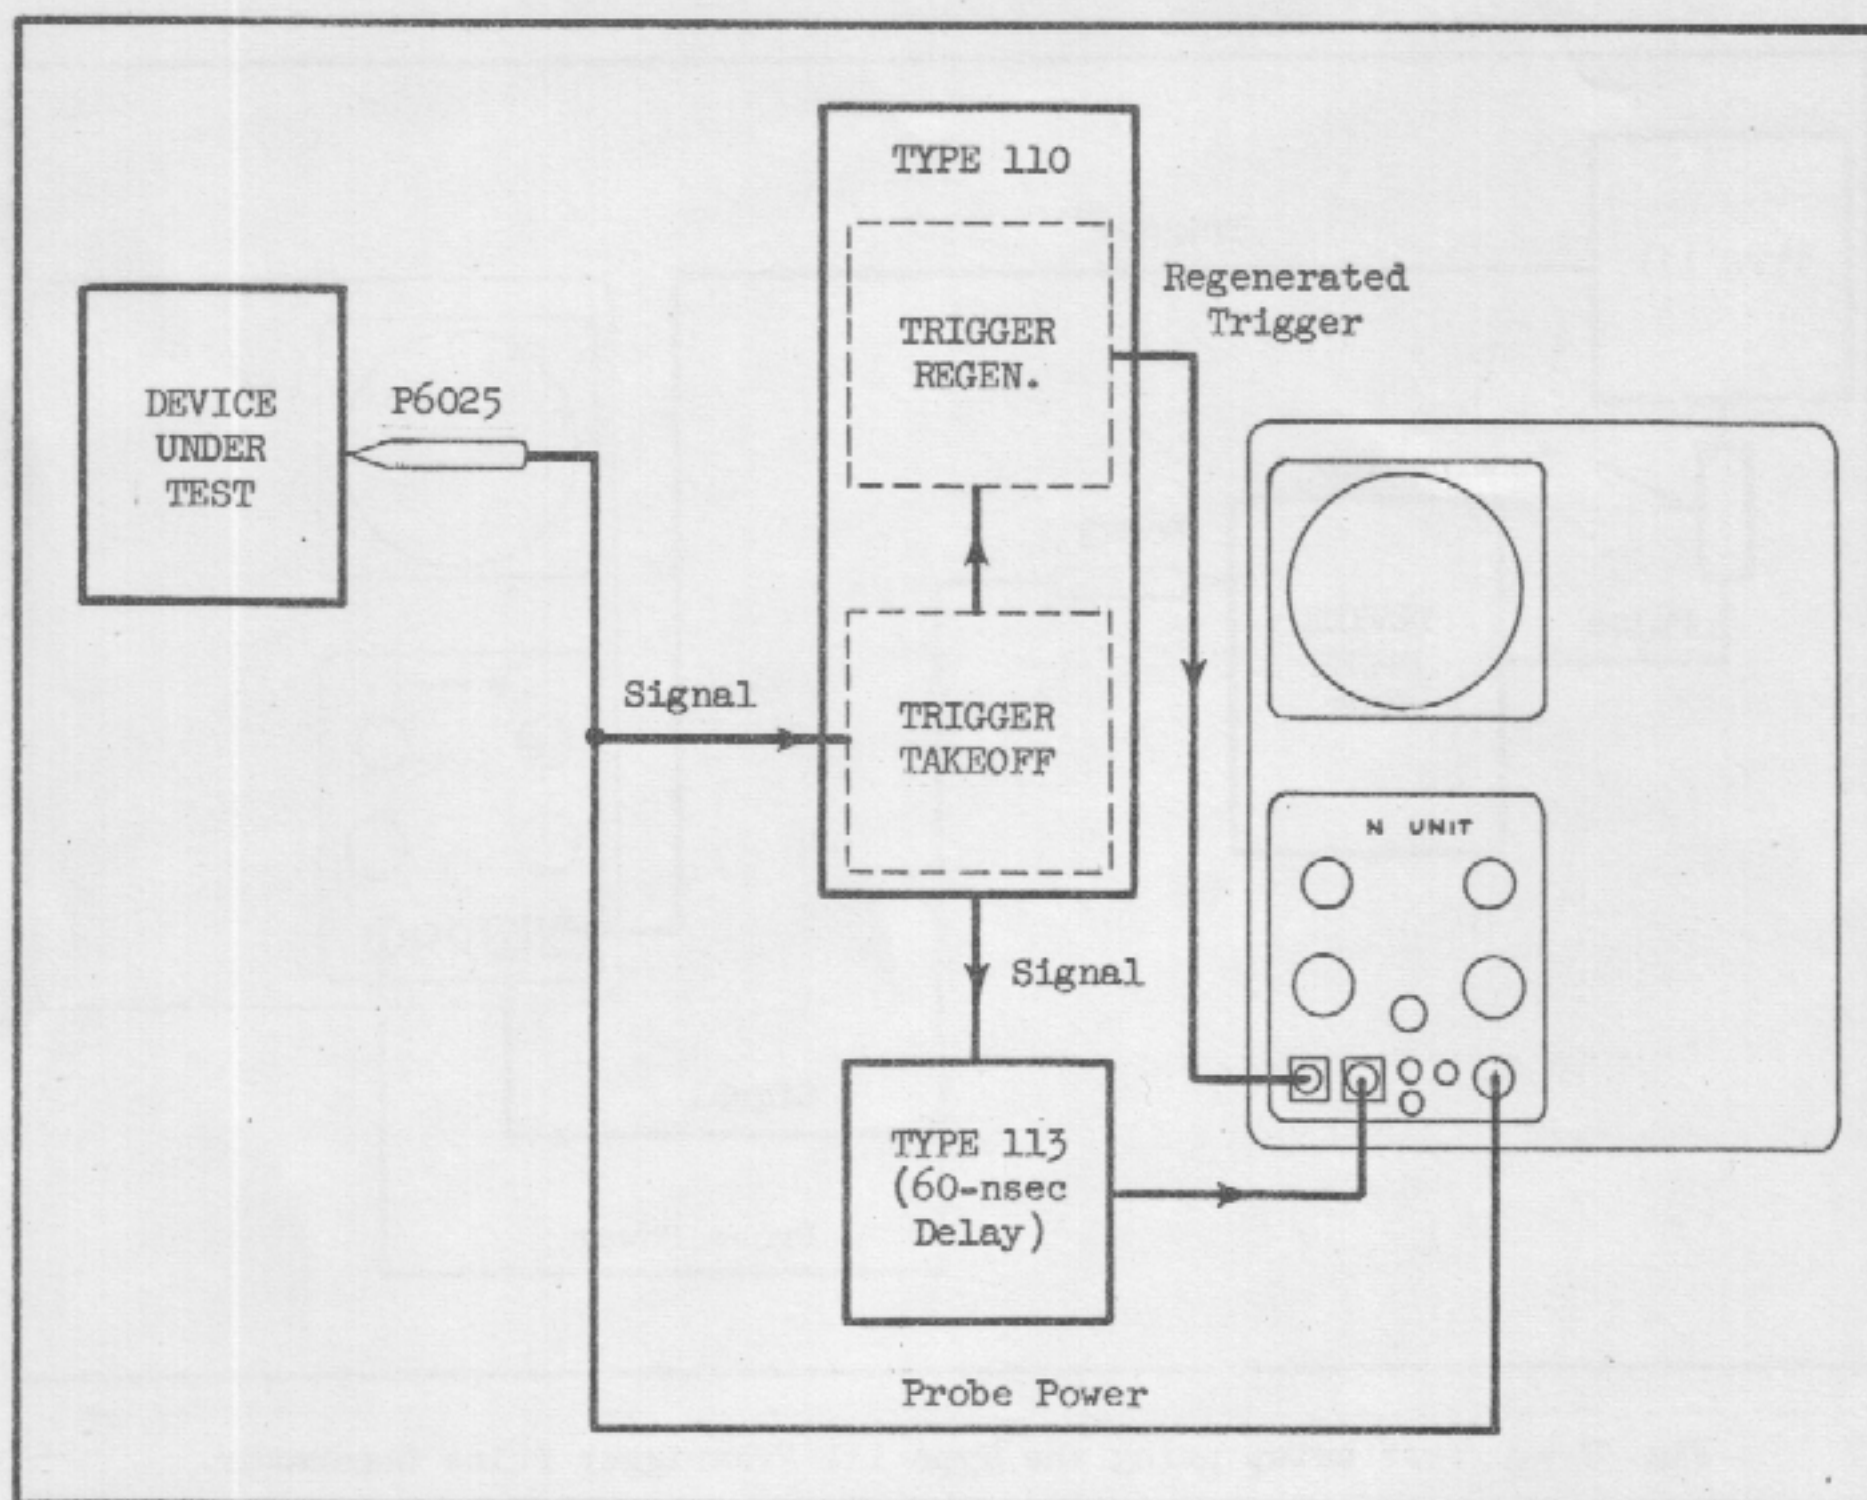 TYPE 110
TRIGGER
REGEN.
Regenerated
Trigger
DEVICE
UNDER
TEST
P6025
Signal
TRIGGER
TAKEOFF
N UNIT
Signal
TYPE 113
(60-nsec
Delay)
Probe Power